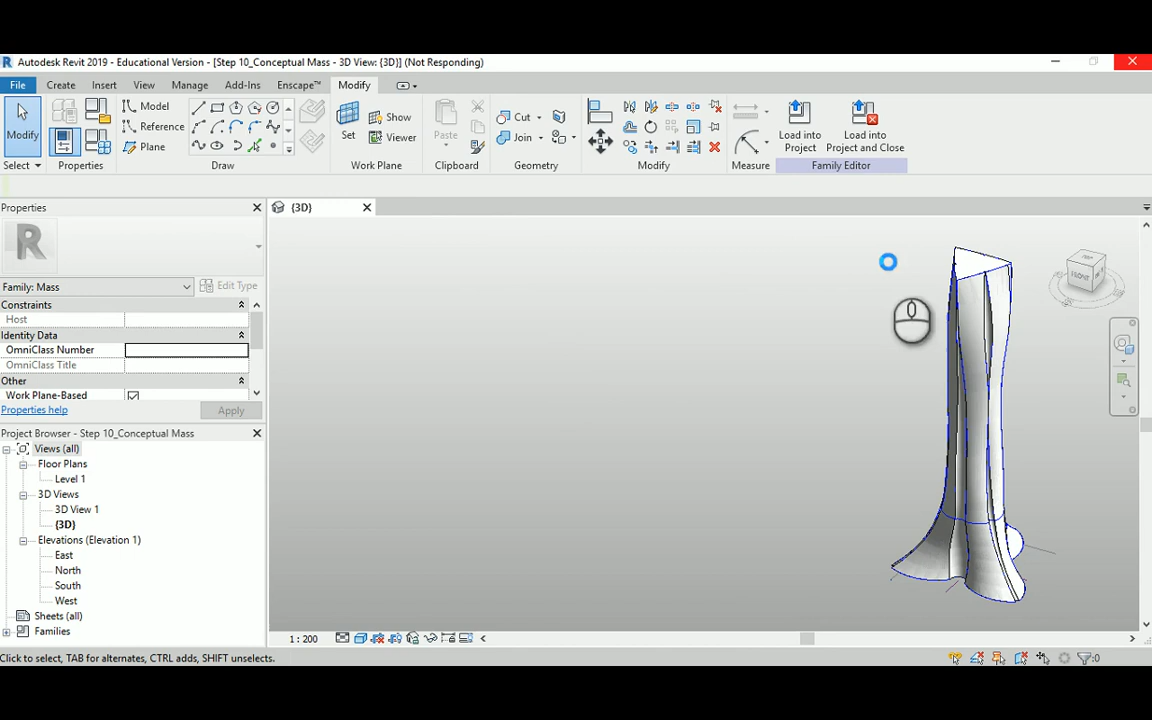 Autodesk Revit 2019 - Educational Version - [Step 10_Conceptual Mass - 3D View: {3D}] (Not Responding)
File Create Insert View Manage Add-Ins Enscape™ Modify
Modify Model Reference Plane Set Show Viewer Paste Cut Join Load into Project Load into Project and Close
Select Properties Draw Work Plane Clipboard Geometry Modify Measure Family Editor
Properties {3D}
R
Family: Mass Edit Type
Constraints
Host
Identity Data
OmniClass Number
OmniClass Title
Other
Work Plane-Based
Properties help Apply
Project Browser - Step 10_Conceptual Mass
Views (all)
Floor Plans
Level 1
3D Views
3D View 1
{3D}
Elevations (Elevation 1)
East
North
South
West
Sheets (all)
Families
1 : 200
Click to select, TAB for alternates, CTRL adds, SHIFT unselects.
:0
FRONT
0